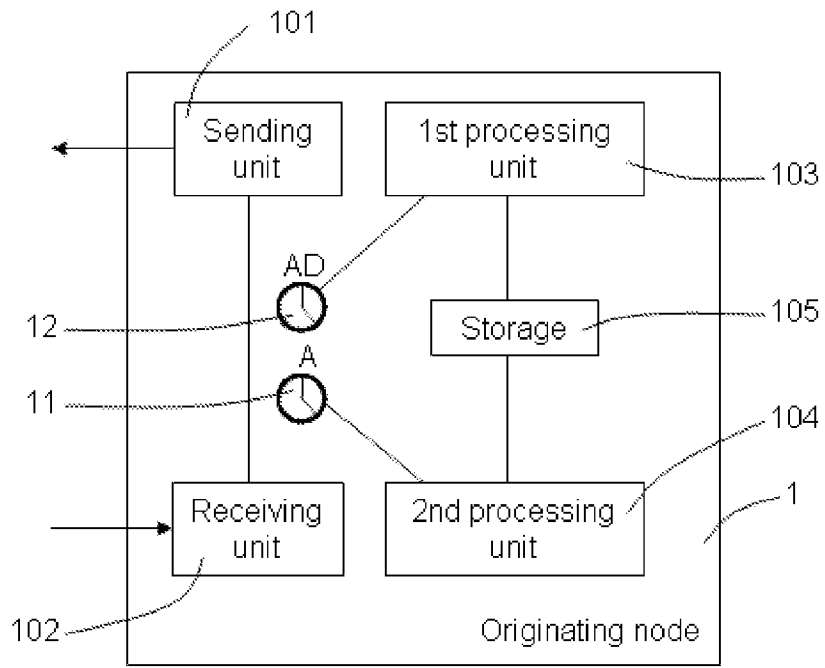 101
Sending
unit
1st processing
unit
103
AD
12
Storage
105
A
11
104
Receiving
unit
2nd processing
unit
1
102
Originating node